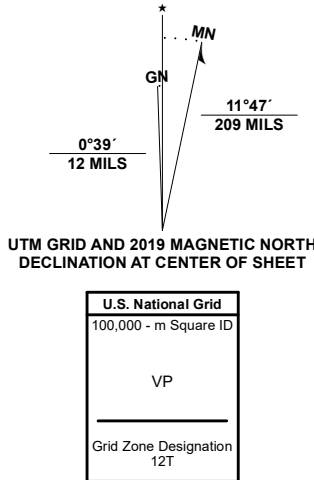 ★
MN
GN
11°47´
209 MILS
0°39´
12 MILS
UTM GRID AND 2019 MAGNETIC NORTH
DECLINATION AT CENTER OF SHEET
U.S. National Grid
100,000 - m Square ID
VP
Grid Zone Designation
12T